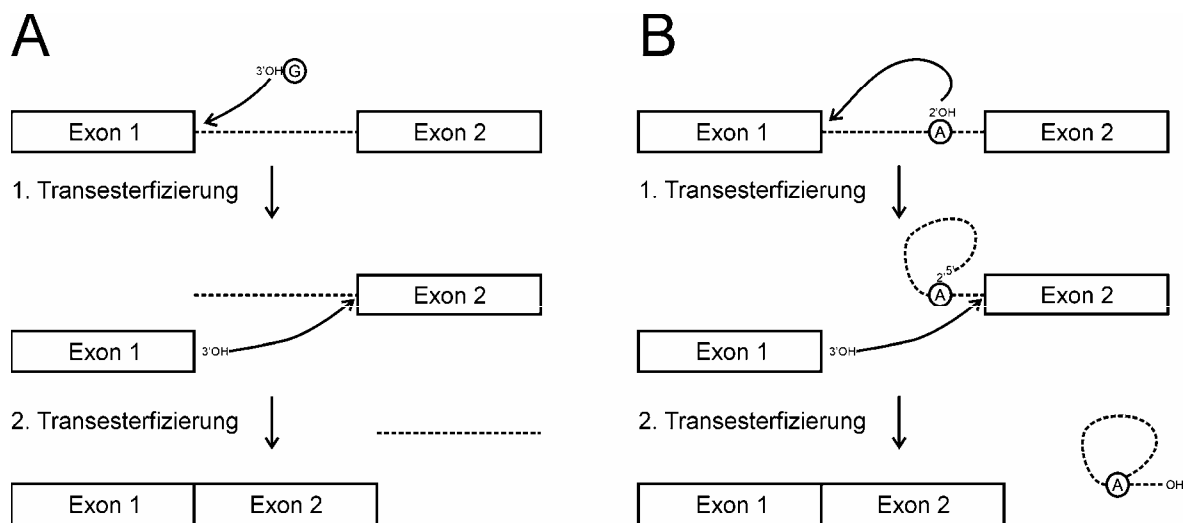 A
3'OH G
Exon 1
Exon 2
1. Transesterfizierung
Exon 2
Exon 1
3'OH
2. Transesterfizierung
Exon 1
Exon 2
B
2'OH
Exon 1
A
Exon 2
1. Transesterfizierung
2' 5'
A
Exon 2
Exon 1
3'OH
2. Transesterfizierung
A
OH
Exon 1
Exon 2